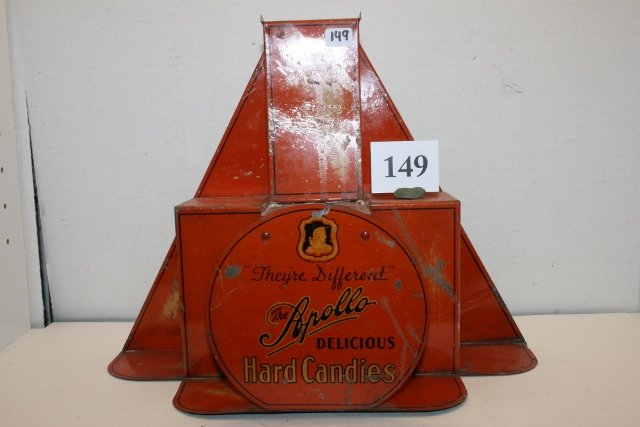 149
149
"They're Different"
The Apollo
DELICIOUS
Hard Candies